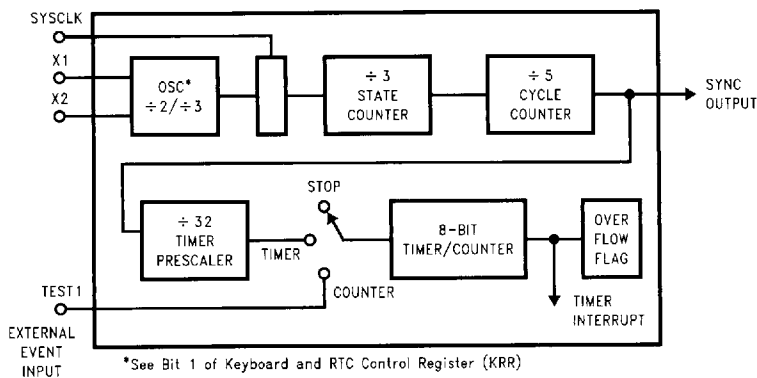 SYSCLK
X1
X2
OSC*
÷2/÷3
÷ 3
STATE
COUNTER
÷ 5
CYCLE
COUNTER
SYNC
OUTPUT
÷ 32
TIMER
PRESCALER
STOP
TIMER
COUNTER
8-BIT
TIMER/COUNTER
OVER
FLOW
FLAG
TIMER
INTERRUPT
TEST1
EXTERNAL
EVENT
INPUT
*See Bit 1 of Keyboard and RTC Control Register (KRR)